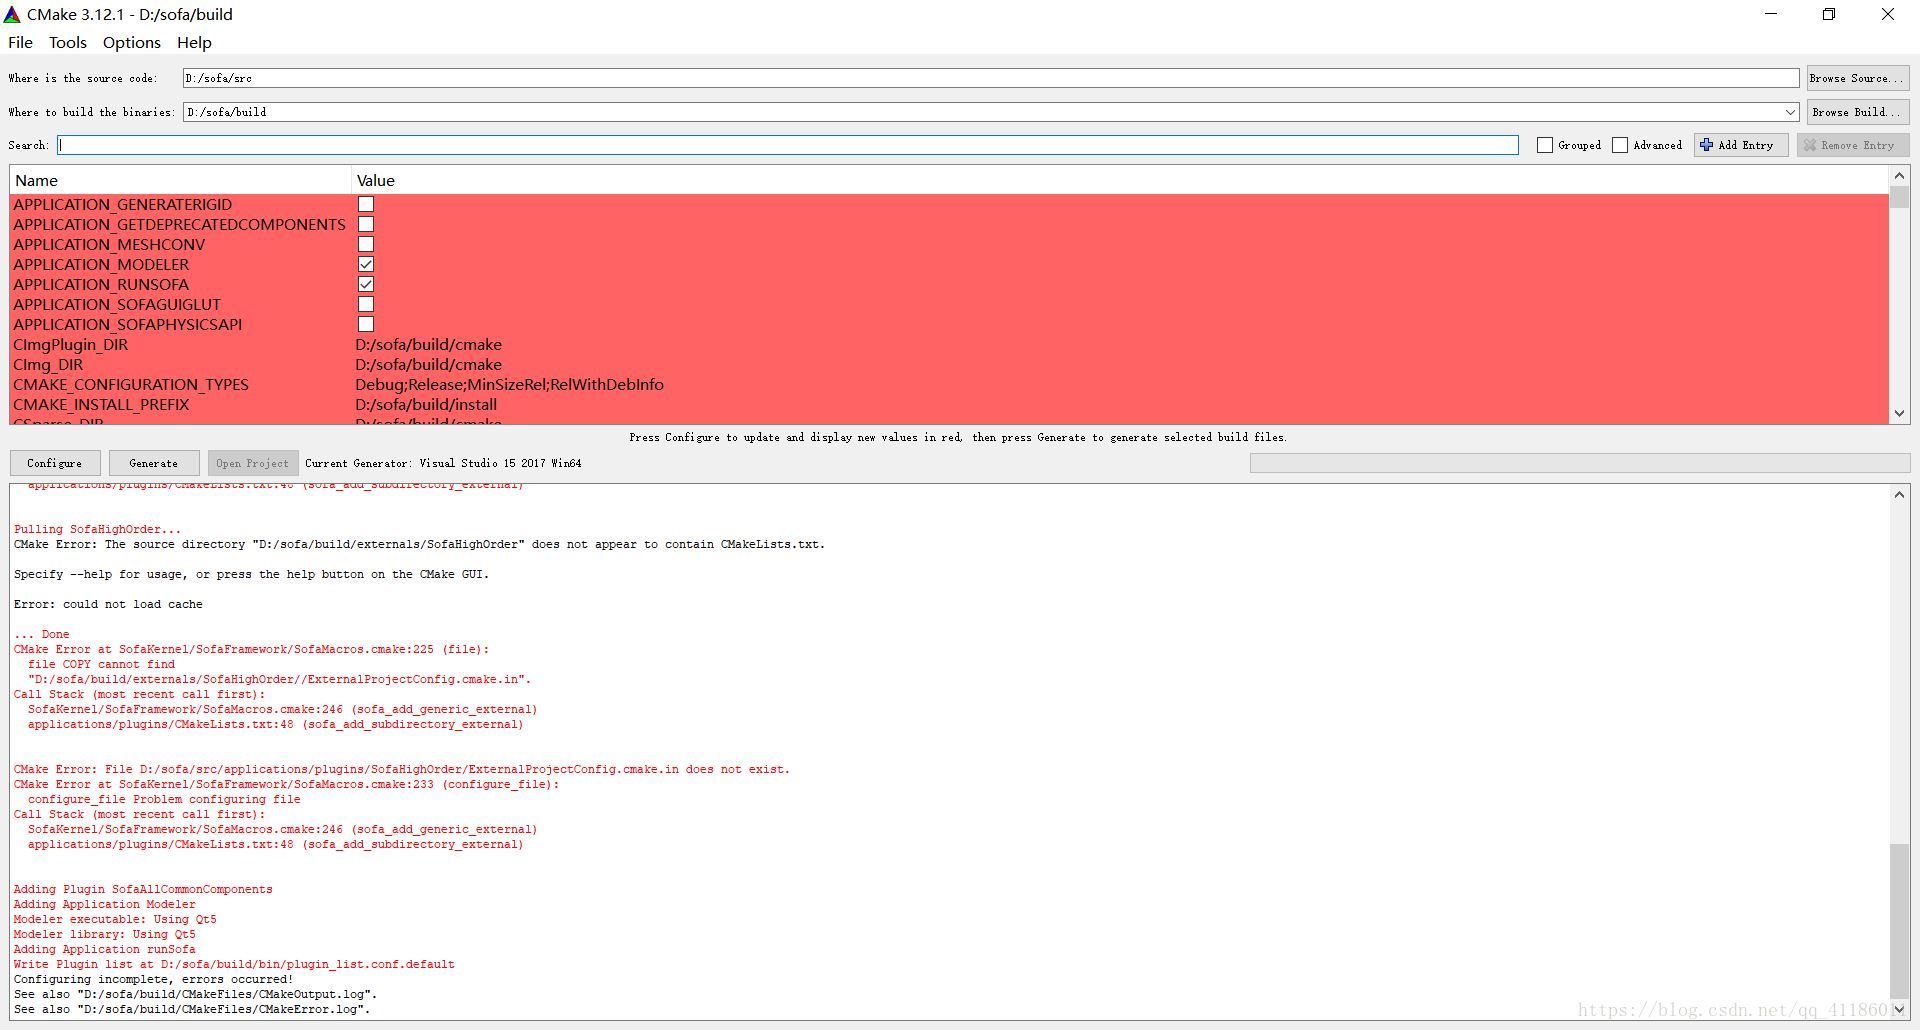 CMake 3.12.1 - D:/sofa/build
File Tools Options Help
Where is the source code: D:/sofa/src Browse Source...
Where to build the binaries: D:/sofa/build Browse Build...
Search: Grouped Advanced Add Entry Remove Entry
Name Value
APPLICATION_GENERATERIGID
APPLICATION_GETDEPRECATEDCOMPONENTS
APPLICATION_MESHCONV
APPLICATION_MODELER
APPLICATION_RUNSOFA
APPLICATION_SOFAGUIGLUT
APPLICATION_SOFAPHYSICSAPI
CImgPlugin_DIR D:/sofa/build/cmake
CImg_DIR D:/sofa/build/cmake
CMAKE_CONFIGURATION_TYPES Debug;Release;MinSizeRel;RelWithDebInfo
CMAKE_INSTALL_PREFIX D:/sofa/build/install
CSparse_DIR D:/sofa/build/cmake
Press Configure to update and display new values in red, then press Generate to generate selected build files.
Configure Generate Open Project Current Generator: Visual Studio 15 2017 Win64
applications/plugins/CMakeLists.txt:48 (sofa_add_subdirectory_external)
Pulling SofaHighOrder...
CMake Error: The source directory "D:/sofa/build/externals/SofaHighOrder" does not appear to contain CMakeLists.txt.
Specify --help for usage, or press the help button on the CMake GUI.
Error: could not load cache
... Done
CMake Error at SofaKernel/SofaFramework/SofaMacros.cmake:225 (file):
file COPY cannot find
"D:/sofa/build/externals/SofaHighOrder//ExternalProjectConfig.cmake.in".
Call Stack (most recent call first):
SofaKernel/SofaFramework/SofaMacros.cmake:246 (sofa_add_generic_external)
applications/plugins/CMakeLists.txt:48 (sofa_add_subdirectory_external)
CMake Error: File D:/sofa/src/applications/plugins/SofaHighOrder/ExternalProjectConfig.cmake.in does not exist.
CMake Error at SofaKernel/SofaFramework/SofaMacros.cmake:233 (configure_file):
configure_file Problem configuring file
Call Stack (most recent call first):
SofaKernel/SofaFramework/SofaMacros.cmake:246 (sofa_add_generic_external)
applications/plugins/CMakeLists.txt:48 (sofa_add_subdirectory_external)
Adding Plugin SofaAllCommonComponents
Adding Application Modeler
Modeler executable: Using Qt5
Modeler library: Using Qt5
Adding Application runSofa
Write Plugin list at D:/sofa/build/bin/plugin_list.conf.default
Configuring incomplete, errors occurred!
See also "D:/sofa/build/CMakeFiles/CMakeOutput.log".
See also "D:/sofa/build/CMakeFiles/CMakeError.log".